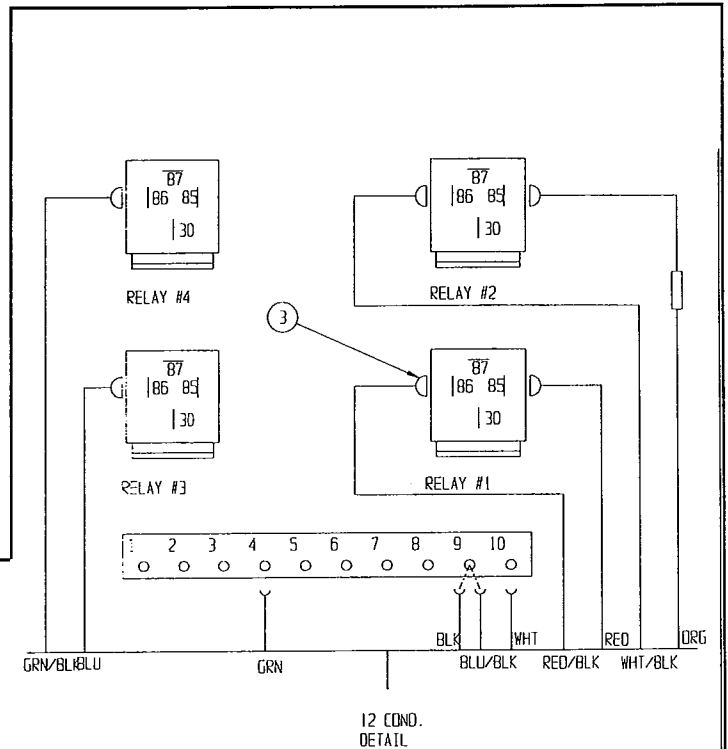 87
86 85
30
RELAY #4
87
86 85
30
RELAY #2
3
87
86 85
30
RELAY #3
87
86 85
30
RELAY #1
1 2 3 4 5 6 7 8 9 10
BLK WHT RED ORG
GRN/BLK BLU GRN BLU/BLK RED/BLK WHT/BLK
12 COND.
DETAIL